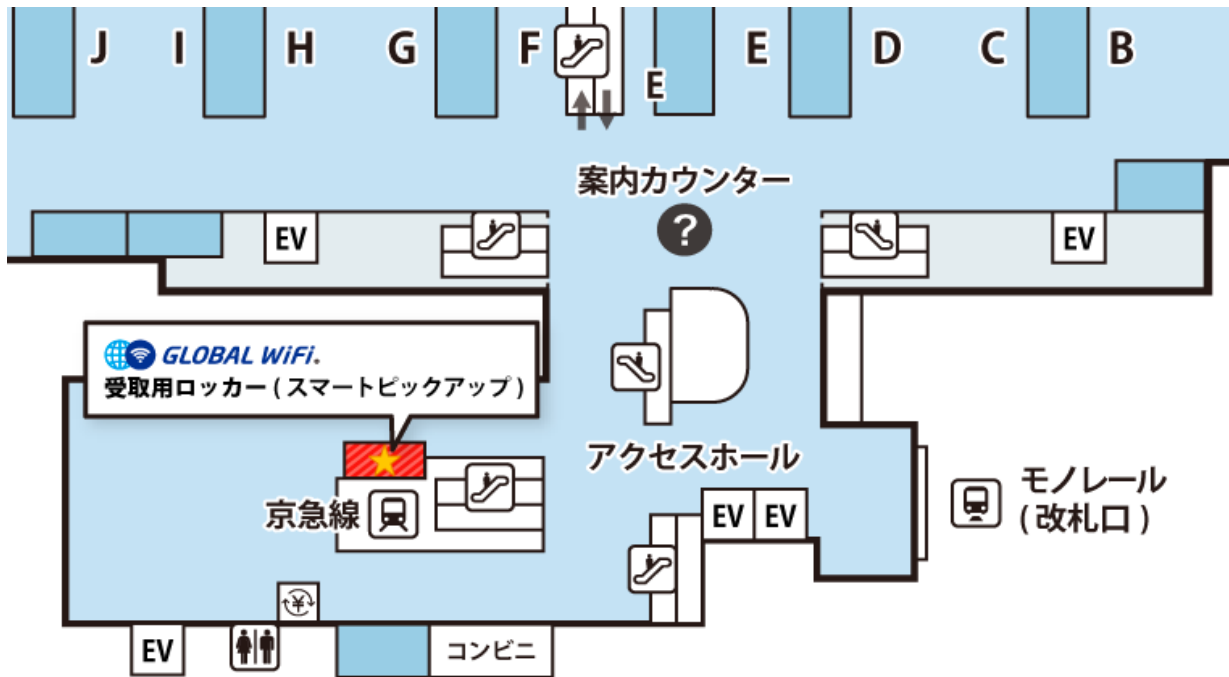 J I H G F E E D C B
案内カウンター
?
EV
EV
GLOBAL WiFi.
受取用ロッカー ( スマートピックアップ )
アクセスホール
京急線
モノレール
( 改札口 )
EV EV
¥
EV
コンビニ